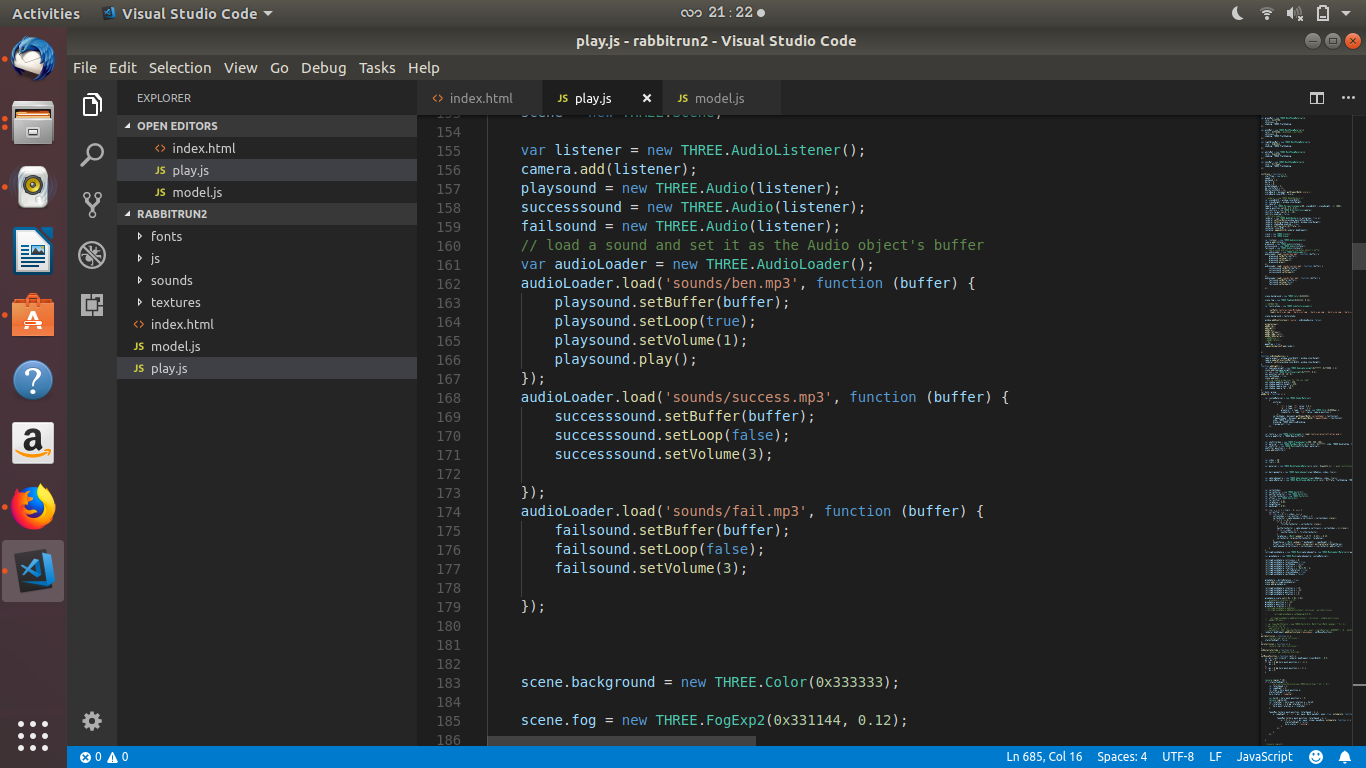 Activities
Visual Studio Code
လာ 21:22
play.js - rabbitrun2 - Visual Studio Code
File Edit Selection View Go Debug Tasks Help
EXPLORER
OPEN EDITORS
<> index.html
JS play.js
JS model.js
RABBITRUN2
fonts
js
sounds
textures
<> index.html
JS model.js
JS play.js
<> index.html
JS play.js
JS model.js
153 scene = new THREE.Scene;
154
155 var listener = new THREE.AudioListener();
156 camera.add(listener);
157 playsound = new THREE.Audio(listener);
158 successsound = new THREE.Audio(listener);
159 failsound = new THREE.Audio(listener);
160 // load a sound and set it as the Audio object's buffer
161 var audioLoader = new THREE.AudioLoader();
162 audioLoader.load('sounds/ben.mp3', function (buffer) {
163 playsound.setBuffer(buffer);
164 playsound.setLoop(true);
165 playsound.setVolume(1);
166 playsound.play();
167 });
168 audioLoader.load('sounds/success.mp3', function (buffer) {
169 successsound.setBuffer(buffer);
170 successsound.setLoop(false);
171 successsound.setVolume(3);
172
173 });
174 audioLoader.load('sounds/fail.mp3', function (buffer) {
175 failsound.setBuffer(buffer);
176 failsound.setLoop(false);
177 failsound.setVolume(3);
178
179 });
180
181
182
183 scene.background = new THREE.Color(0x333333);
184
185 scene.fog = new THREE.FogExp2(0x331144, 0.12);
186
0 0
Ln 685, Col 16 Spaces: 4 UTF-8 LF JavaScript